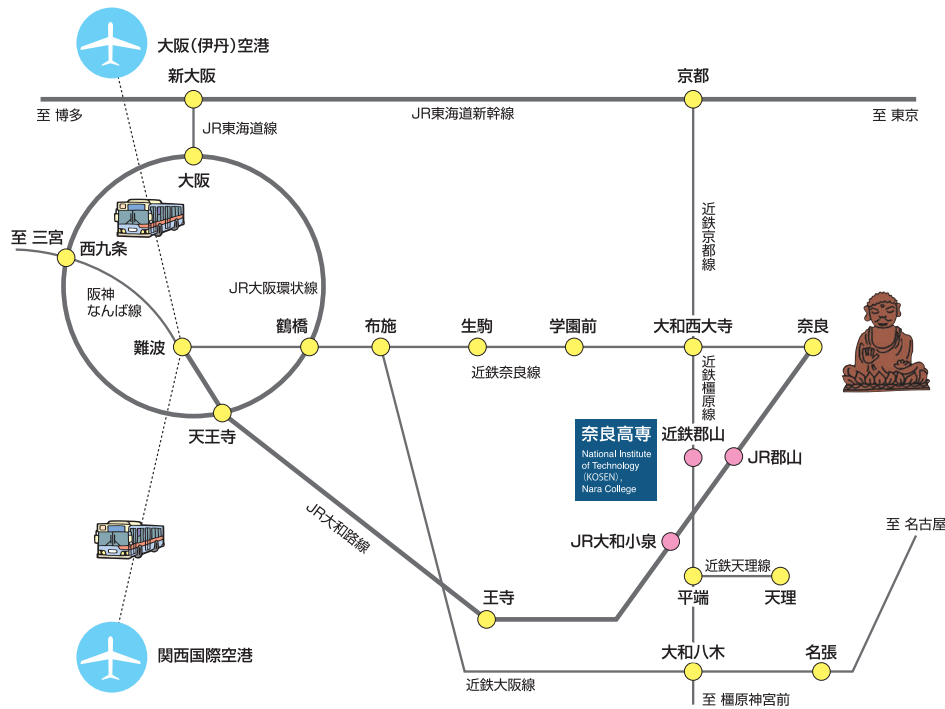 大阪（伊丹）空港
新大阪
京都
至 博多
JR東海道新幹線
至 東京
JR東海道線
大阪
至 三宮
西九条
近鉄京都線
阪神
なんば線
JR大阪環状線
難波
鶴橋
布施
生駒
学園前
大和西大寺
奈良
近鉄奈良線
近鉄橿原線
天王寺
奈良高専
National Institute
of Technology
（KOSEN）,
Nara College
近鉄郡山
JR郡山
JR大和路線
JR大和小泉
至 名古屋
近鉄天理線
平端
天理
王寺
関西国際空港
大和八木
名張
近鉄大阪線
至 橿原神宮前